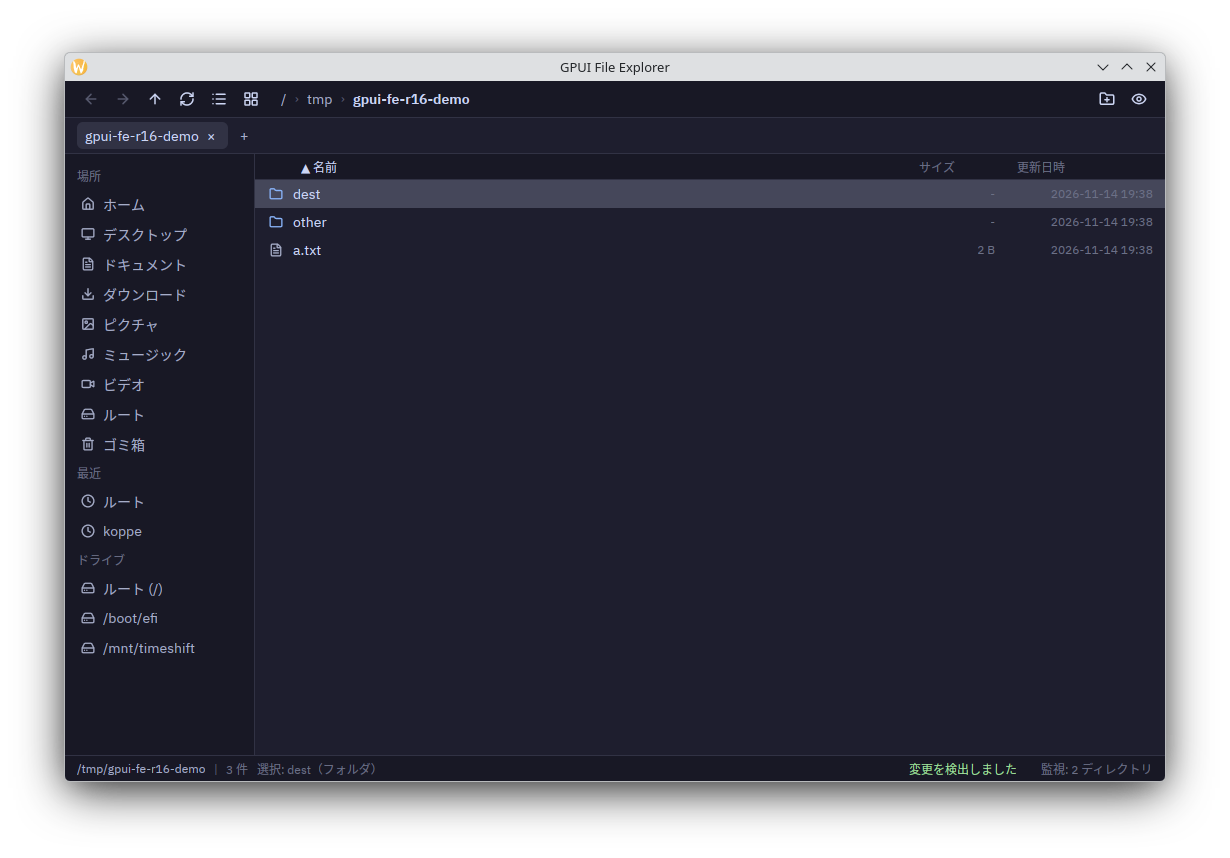 GPUI File Explorer
/ › tmp › gpui-fe-r16-demo
gpui-fe-r16-demo × +
場所
ホーム
デスクトップ
ドキュメント
ダウンロード
ピクチャ
ミュージック
ビデオ
ルート
ゴミ箱
最近
ルート
koppe
ドライブ
ルート (/)
/boot/efi
/mnt/timeshift
▲名前 サイズ 更新日時
dest - 2026-11-14 19:38
other - 2026-11-14 19:38
a.txt 2 B 2026-11-14 19:38
/tmp/gpui-fe-r16-demo | 3 件 選択: dest（フォルダ） 変更を検出しました 監視: 2 ディレクトリ